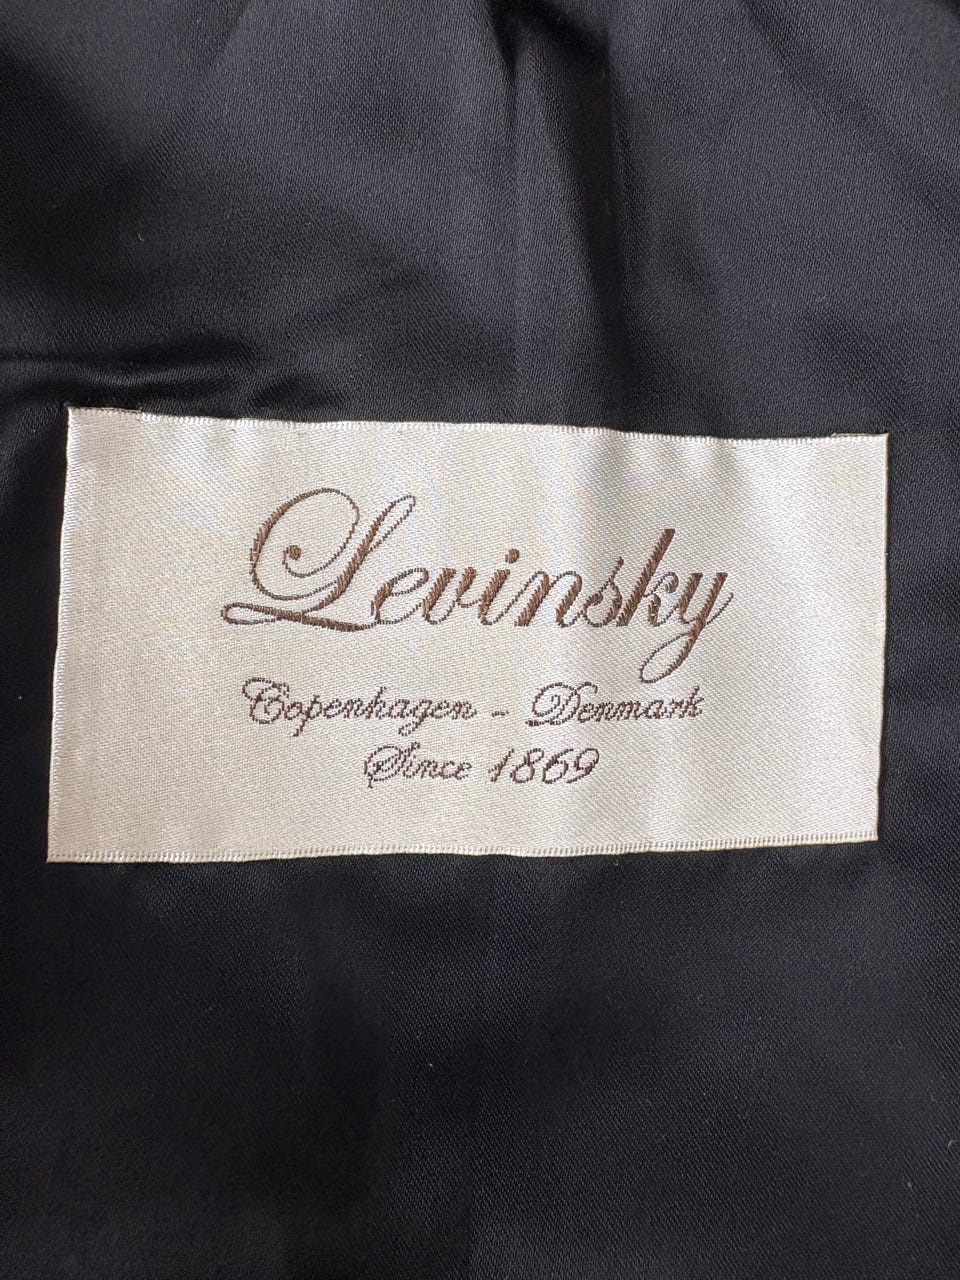 Levinsky
Copenhagen - Denmark
Since 1869